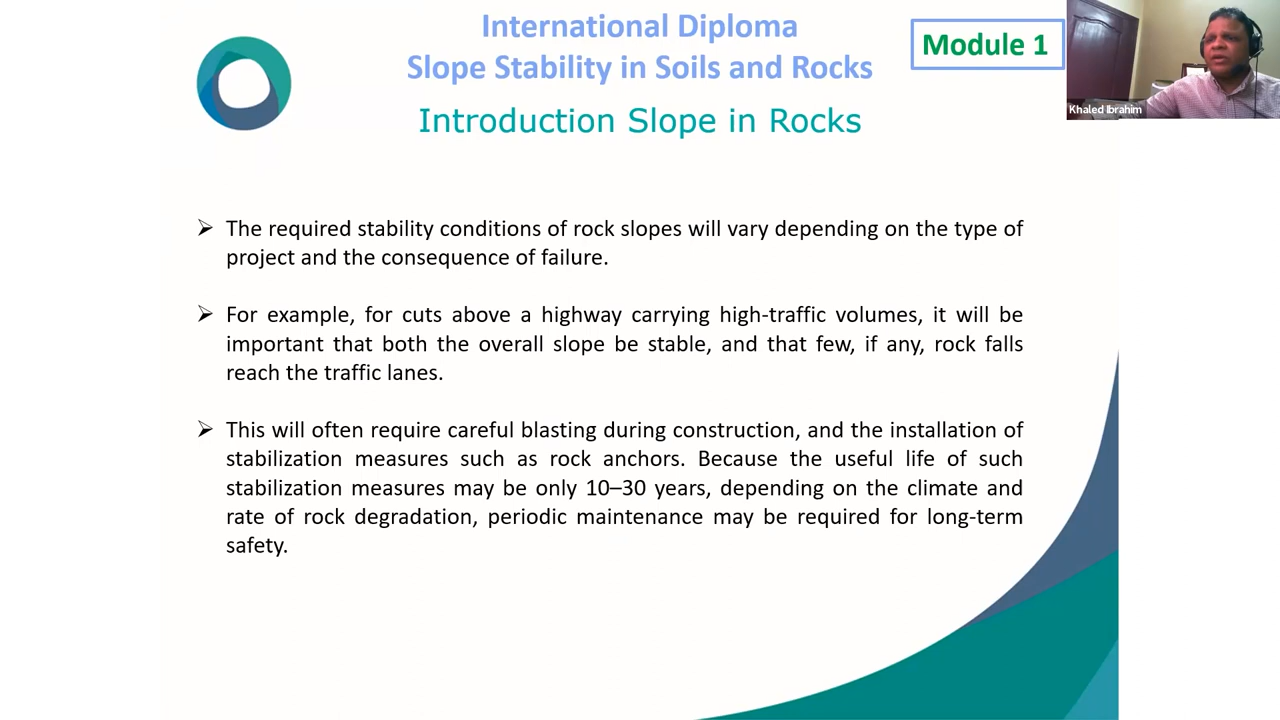 International Diploma
Slope Stability in Soils and Rocks
Module 1
Khaled Ibrahim
Introduction Slope in Rocks
➢ The required stability conditions of rock slopes will vary depending on the type of
project and the consequence of failure.
➢ For example, for cuts above a highway carrying high-traffic volumes, it will be
important that both the overall slope be stable, and that few, if any, rock falls
reach the traffic lanes.
➢ This will often require careful blasting during construction, and the installation of
stabilization measures such as rock anchors. Because the useful life of such
stabilization measures may be only 10–30 years, depending on the climate and
rate of rock degradation, periodic maintenance may be required for long-term
safety.